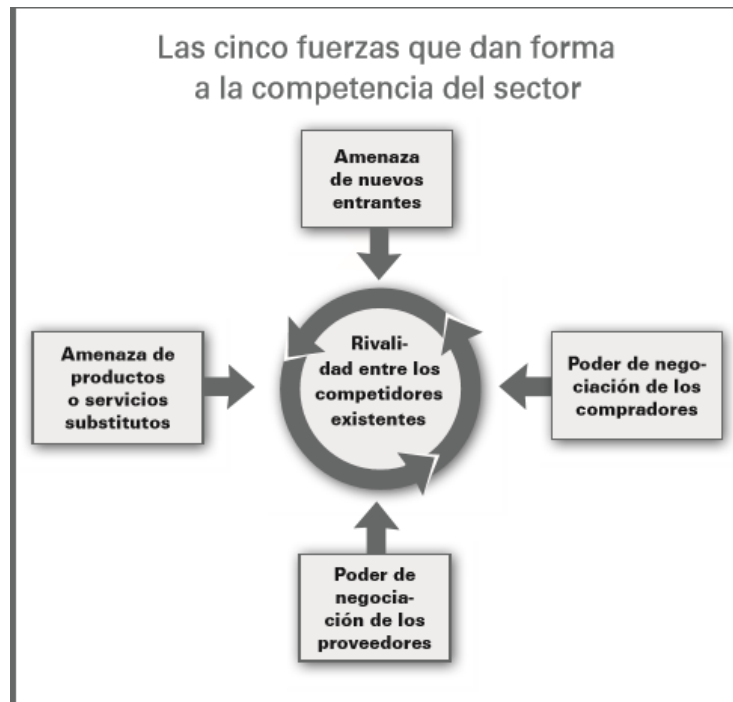 Las cinco fuerzas que dan forma
a la competencia del sector
Amenaza
de nuevos
entrantes
Amenaza de
productos
o servicios
substitutos
Rivali-
dad entre los
competidores
existentes
Poder de nego-
ciación de los
compradores
Poder de
negocia-
ción de los
proveedores